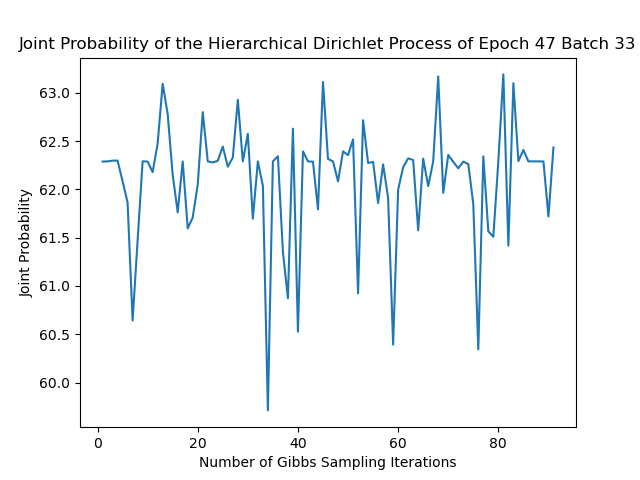 Joint Probability of the Hierarchical Dirichlet Process of Epoch 47 Batch 33
63.0
62.5
62.0
61.5
61.0
60.5
60.0
Joint Probability
0 20 40 60 80
Number of Gibbs Sampling Iterations